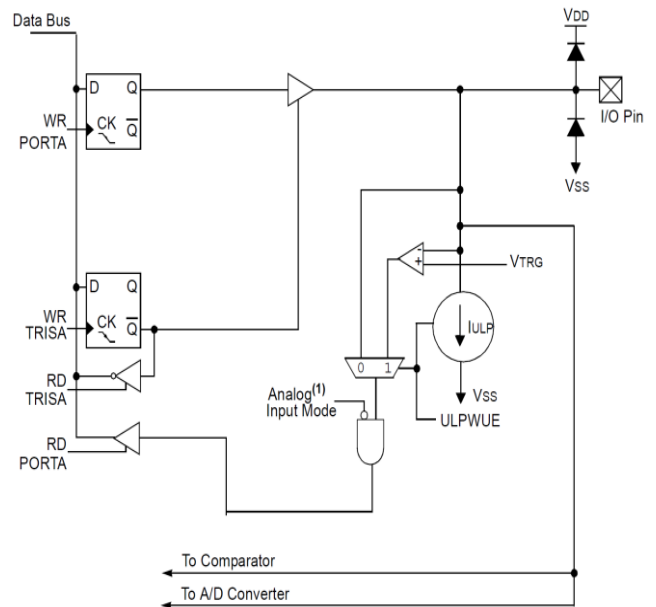 Data Bus
VDD
D Q
I/O Pin
WR
PORTA
CK
Q
VSS
D Q
- +
VTRG
WR
TRISA
CK
Q
IULP
0 1
RD
TRISA
Analog(1)
Input Mode
VSS
ULPWUE
RD
PORTA
To Comparator
To A/D Converter